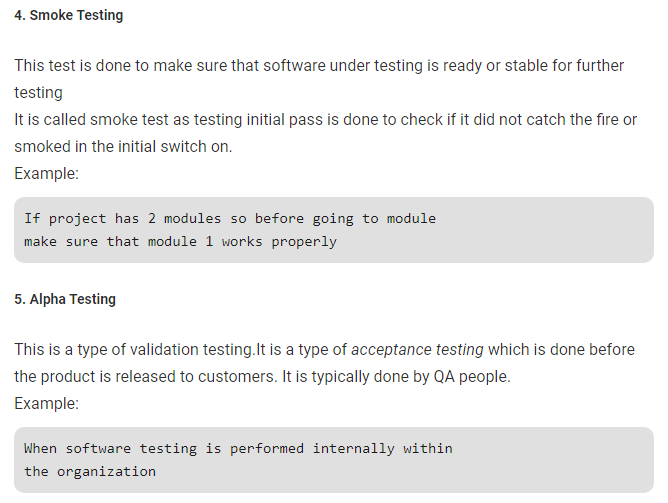 4. Smoke Testing
This test is done to make sure that software under testing is ready or stable for further
testing
It is called smoke test as testing initial pass is done to check if it did not catch the fire or
smoked in the initial switch on.
Example:
If project has 2 modules so before going to module
make sure that module 1 works properly
5. Alpha Testing
This is a type of validation testing.It is a type of acceptance testing which is done before
the product is released to customers. It is typically done by QA people.
Example:
When software testing is performed internally within
the organization